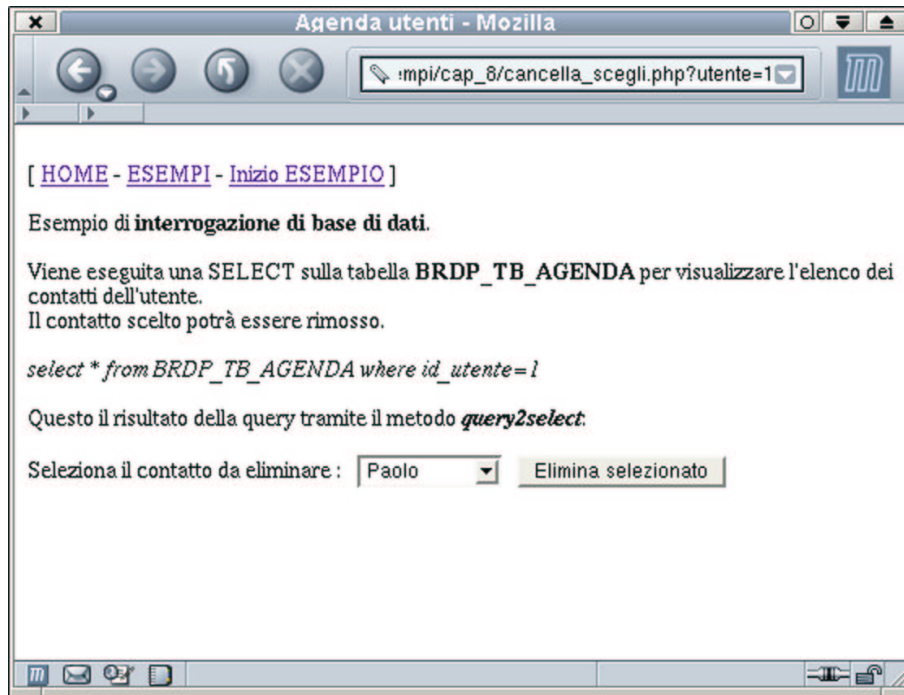 Agenda utenti - Mozilla
mpi/cap_8/cancella_scegli.php?utente=1
[ HOME - ESEMPI - Inizio ESEMPIO ]
Esempio di interrogazione di base di dati.
Viene eseguita una SELECT sulla tabella BRDP_TB_AGENDA per visualizzare l'elenco dei
contatti dell'utente.
Il contatto scelto potrà essere rimosso.
select * from BRDP_TB_AGENDA where id_utente=1
Questo il risultato della query tramite il metodo query2select:
Seleziona il contatto da eliminare : Paolo Elimina selezionato